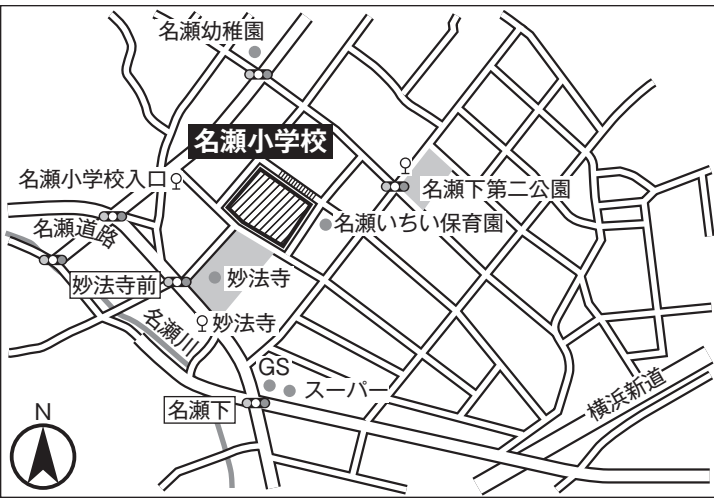 名瀬幼稚園
名瀬小学校
名瀬小学校入口
名瀬下第二公園
名瀬道路
名瀬いちい保育園
妙法寺前
妙法寺
名瀬川
妙法寺
GS
スーパー
名瀬下
横浜新道
N